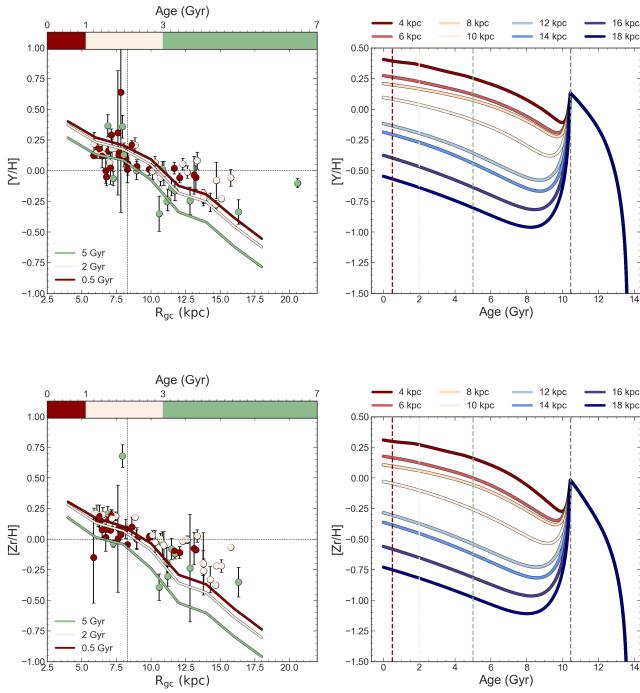 Age (Gyr)
0 1 3 7
1.00
0.75
0.50
0.25
0.00
−0.25
−0.50
−0.75
−1.00
[Y/H]
5 Gyr
2 Gyr
0.5 Gyr
2.5 5.0 7.5 10.0 12.5 15.0 17.5 20.0
Rgc (kpc)
4 kpc 8 kpc 12 kpc 16 kpc
6 kpc 10 kpc 14 kpc 18 kpc
0.50
0.25
0.00
−0.25
−0.50
−0.75
−1.00
−1.25
−1.50
[Y/H]
0 2 4 6 8 10 12 14
Age (Gyr)
Age (Gyr)
0 1 3 7
1.00
0.75
0.50
0.25
0.00
−0.25
−0.50
−0.75
−1.00
[Zr/H]
5 Gyr
2 Gyr
0.5 Gyr
2.5 5.0 7.5 10.0 12.5 15.0 17.5 20.0
Rgc (kpc)
4 kpc 8 kpc 12 kpc 16 kpc
6 kpc 10 kpc 14 kpc 18 kpc
0.50
0.25
0.00
−0.25
−0.50
−0.75
−1.00
−1.25
−1.50
[Zr/H]
0 2 4 6 8 10 12 14
Age (Gyr)